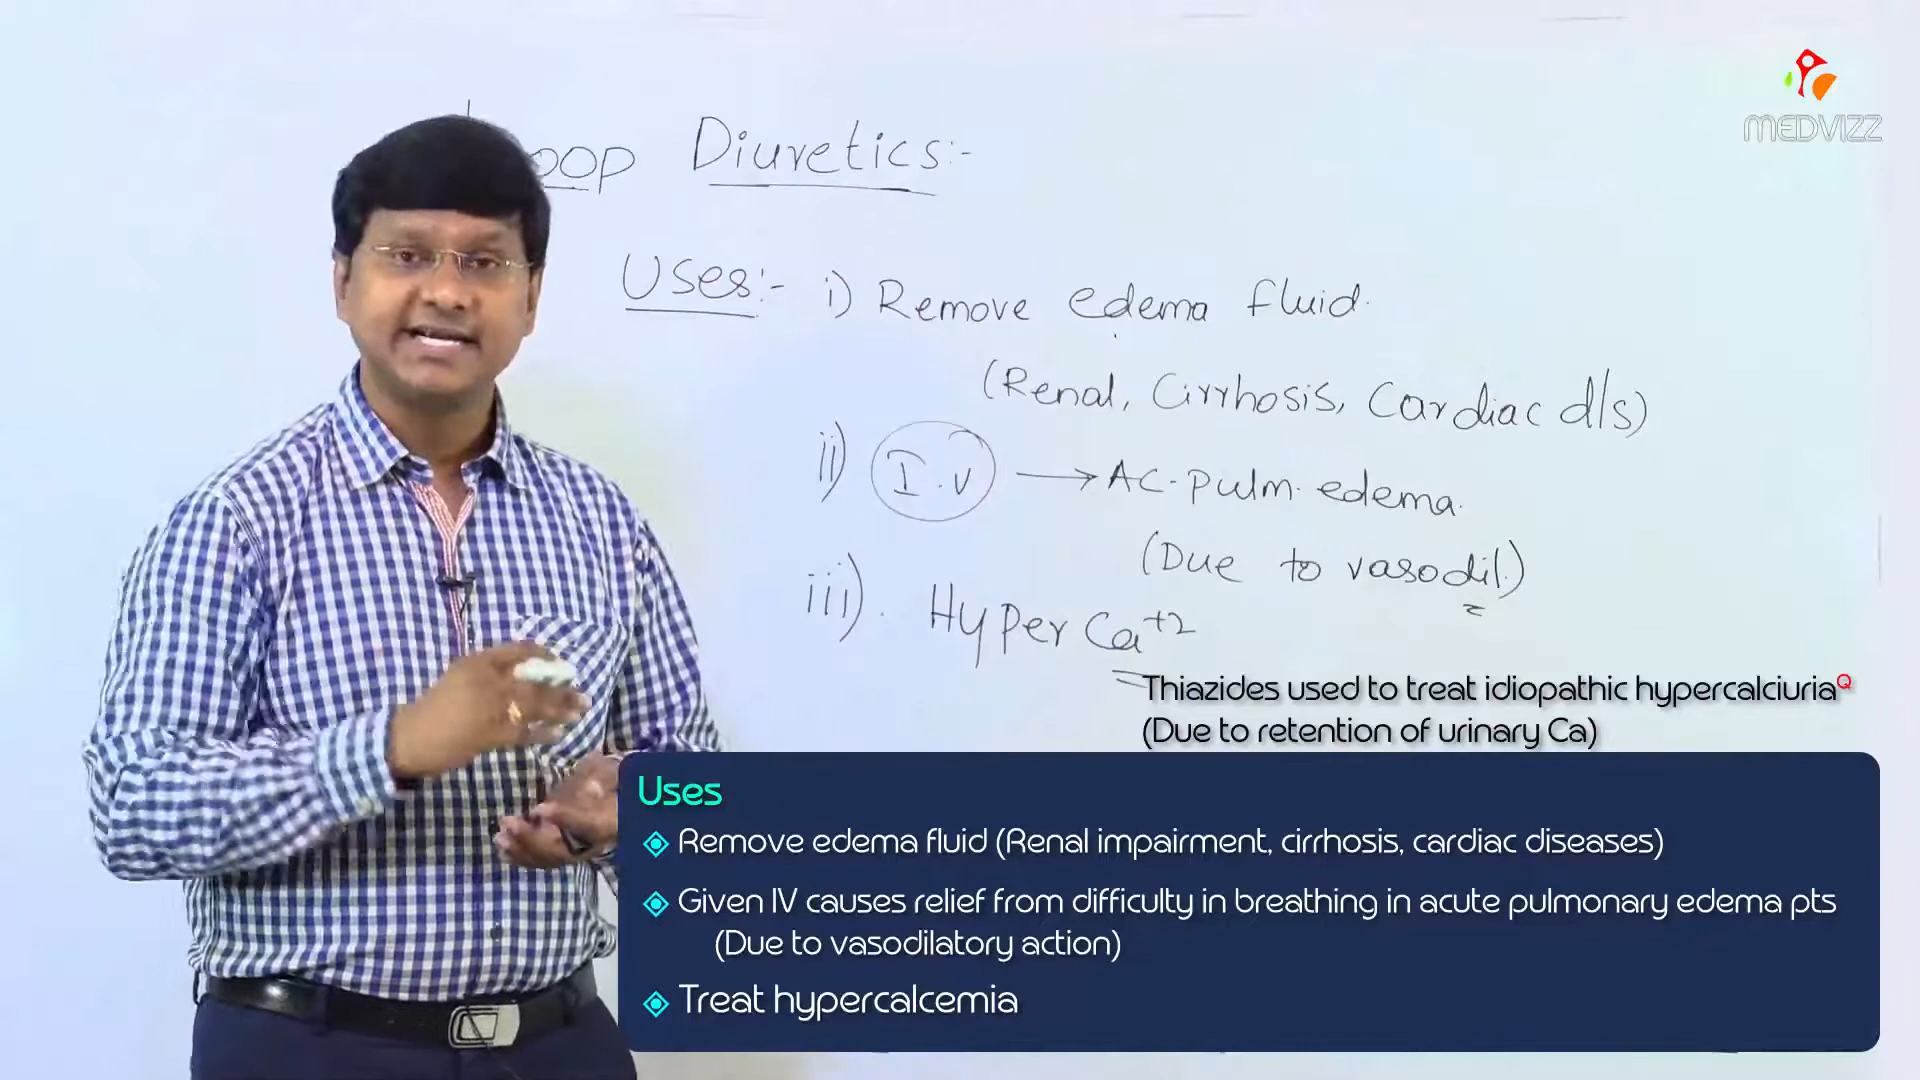 MEDVIZZ
oop Diuretics:-
Uses:- i) Remove edema fluid.
(Renal, Cirrhosis, Cardiac d/s)
ii) I.V → AC. Pulm. edema.
(Due to vasodil.)
iii). Hyper Ca+2
Thiazides used to treat idiopathic hypercalciuriaQ
(Due to retention of urinary Ca)
Uses
Remove edema fluid (Renal impairment, cirrhosis, cardiac diseases)
Given IV causes relief from difficulty in breathing in acute pulmonary edema pts
(Due to vasodilatory action)
Treat hypercalcemia